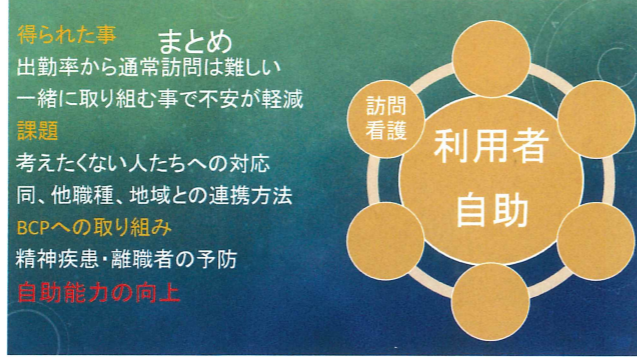 まとめ
得られた事
出勤率から通常訪問は難しい
一緒に取り組む事で不安が軽減
課題
考えたくない人たちへの対応
同、他職種、地域との連携方法
BCPへの取り組み
精神疾患・離職者の予防
自助能力の向上
訪問
看護
利用者
自助